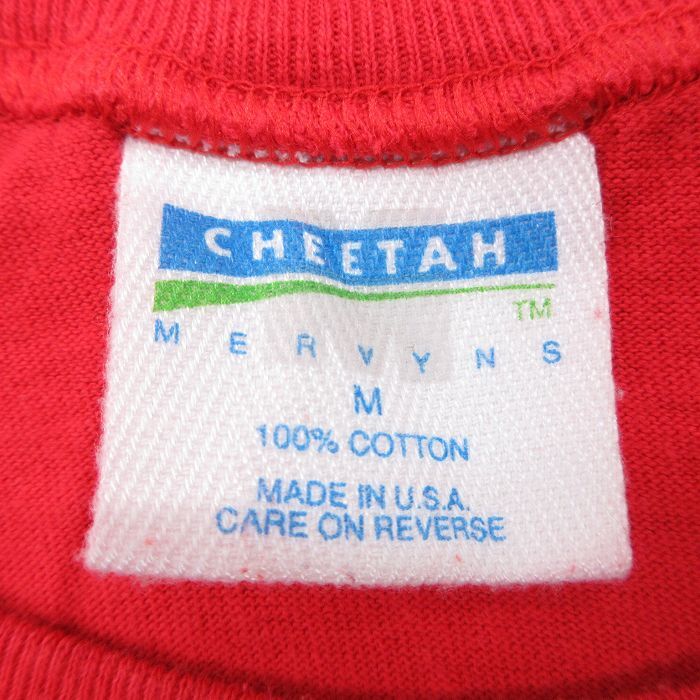 CHEETAH
TM
MERVYNS
M
100% COTTON
MADE IN U.S.A.
CARE ON REVERSE